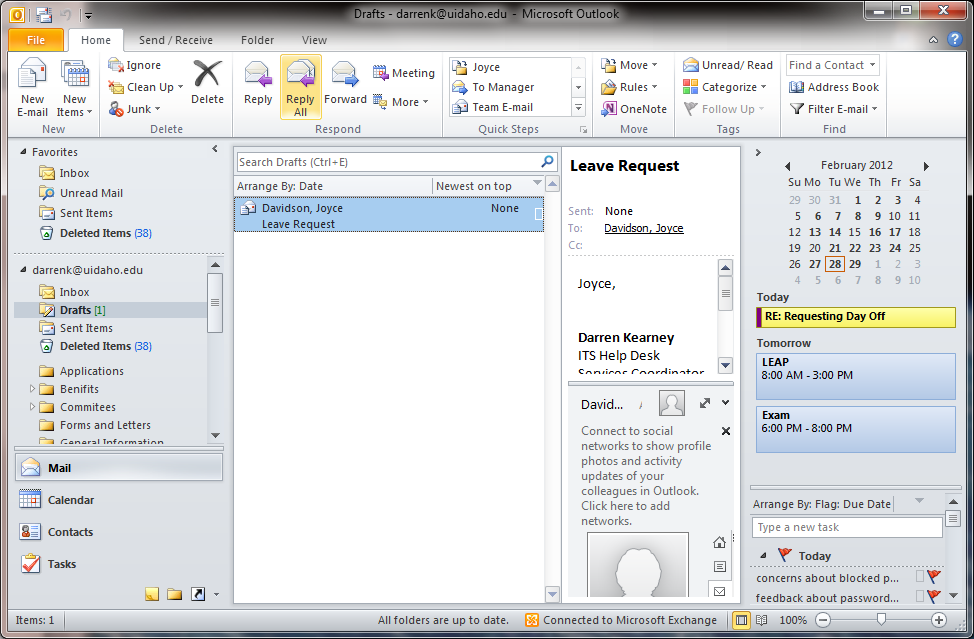 Drafts - darrenk@uidaho.edu - Microsoft Outlook
File Home Send / Receive Folder View
New E-mail
New Items
New
Ignore
Clean Up
Junk
Delete
Delete
Reply
Reply All
Forward
Meeting
More
Respond
Joyce
To Manager
Team E-mail
Quick Steps
Move
Rules
OneNote
Move
Unread/ Read
Categorize
Follow Up
Tags
Find a Contact
Address Book
Filter E-mail
Find
Favorites
Inbox
Unread Mail
Sent Items
Deleted Items (38)
darrenk@uidaho.edu
Inbox
Drafts [1]
Sent Items
Deleted Items (38)
Applications
Benifits
Commitees
Forms and Letters
General Information
Mail
Calendar
Contacts
Tasks
Search Drafts (Ctrl+E)
Arrange By: Date Newest on top
Davidson, Joyce None
Leave Request
Leave Request
Sent: None
To: Davidson, Joyce
Cc:
Joyce,
Darren Kearney
ITS Help Desk
Services Coordinator
David...
Connect to social
networks to show profile
photos and activity
updates of your
colleagues in Outlook.
Click here to add
networks.
February 2012
Su Mo Tu We Th Fr Sa
29 30 31 1 2 3 4
5 6 7 8 9 10 11
12 13 14 15 16 17 18
19 20 21 22 23 24 25
26 27 28 29 1 2 3
4 5 6 7 8 9 10
Today
RE: Requesting Day Off
Tomorrow
LEAP
8:00 AM - 3:00 PM
Exam
6:00 PM - 8:00 PM
Arrange By: Flag: Due Date
Type a new task
Today
concerns about blocked p...
feedback about password...
Items: 1 All folders are up to date. Connected to Microsoft Exchange 100%